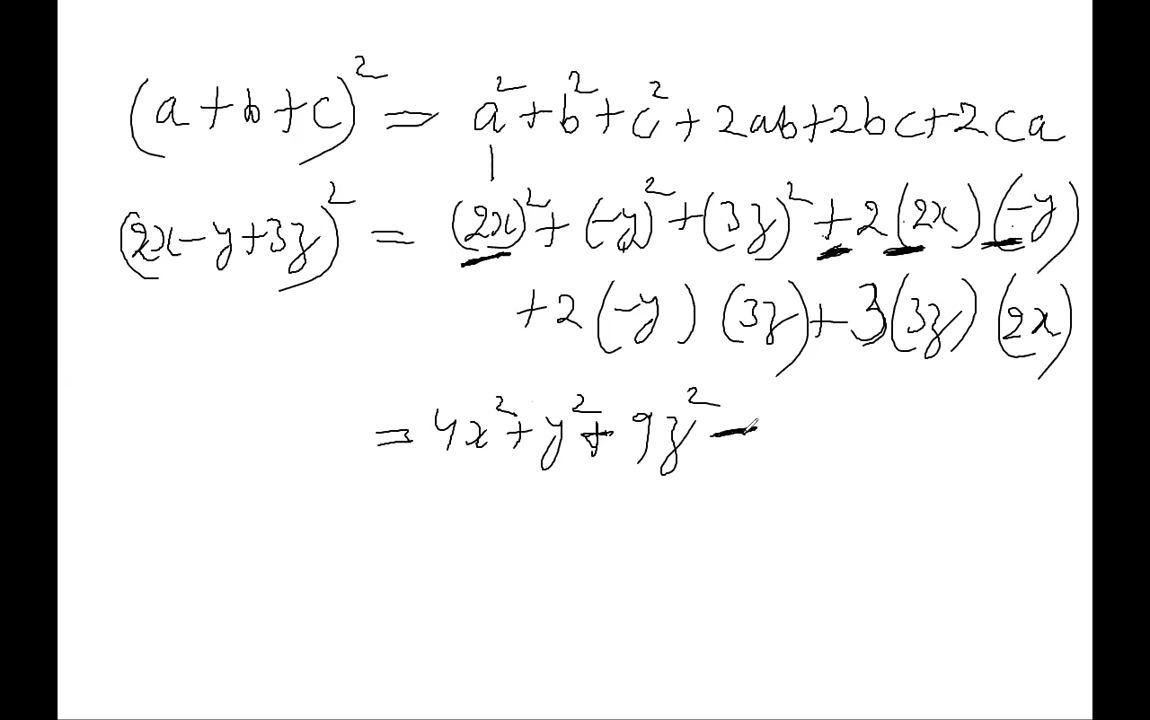 (a+b+c)² = a²+b²+c²+2ab+2bc+2ca
(2x-y+3z)² = (2x)²+(-y)²+(3z)²+2(2x)(-y)
+2(-y)(3z)+3(3z)(2x)
= 4x²+y²+9z²-